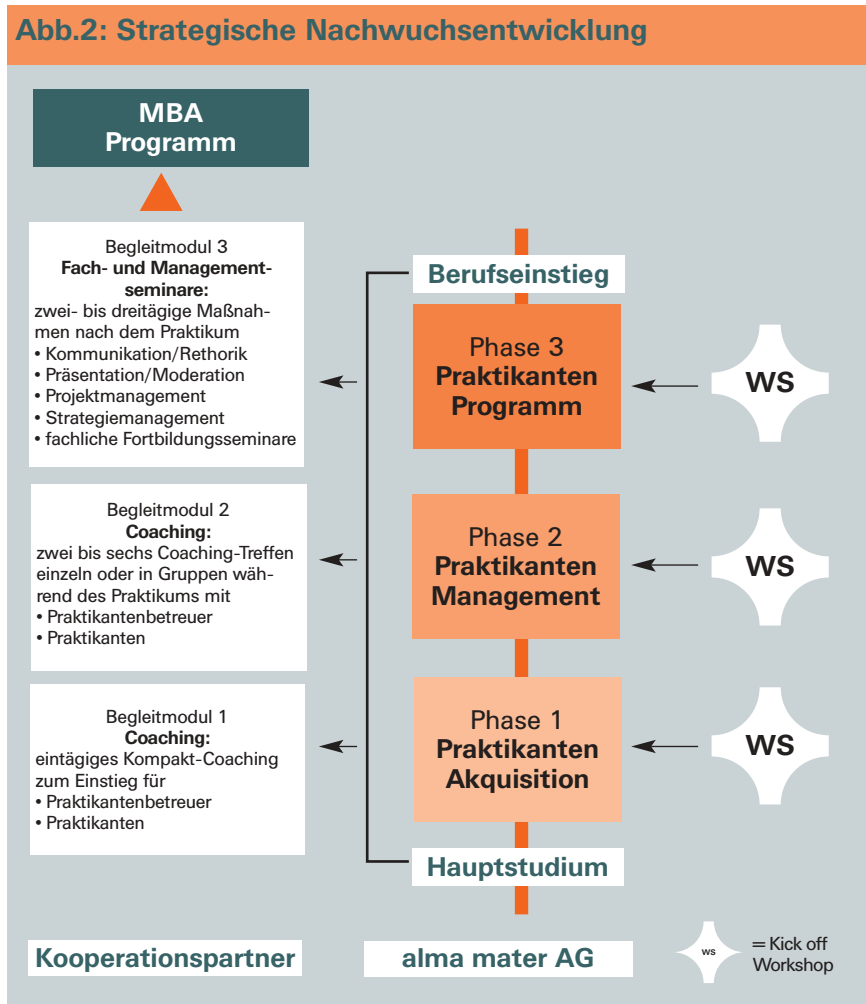 Abb.2: Strategische Nachwuchsentwicklung
MBA
Programm
Begleitmodul 3
Fach- und Management-
seminare:
zwei- bis dreitägige Maßnah-
men nach dem Praktikum
• Kommunikation/Rethorik
• Präsentation/Moderation
• Projektmanagement
• Strategiemanagement
• fachliche Fortbildungsseminare
Begleitmodul 2
Coaching:
zwei bis sechs Coaching-Treffen
einzeln oder in Gruppen wäh-
rend des Praktikums mit
• Praktikantenbetreuer
• Praktikanten
Begleitmodul 1
Coaching:
eintägiges Kompakt-Coaching
zum Einstieg für
• Praktikantenbetreuer
• Praktikanten
Kooperationspartner
Berufseinstieg
Phase 3
Praktikanten
Programm
Phase 2
Praktikanten
Management
Phase 1
Praktikanten
Akquisition
Hauptstudium
alma mater AG
WS
WS
WS
ws
= Kick off
Workshop